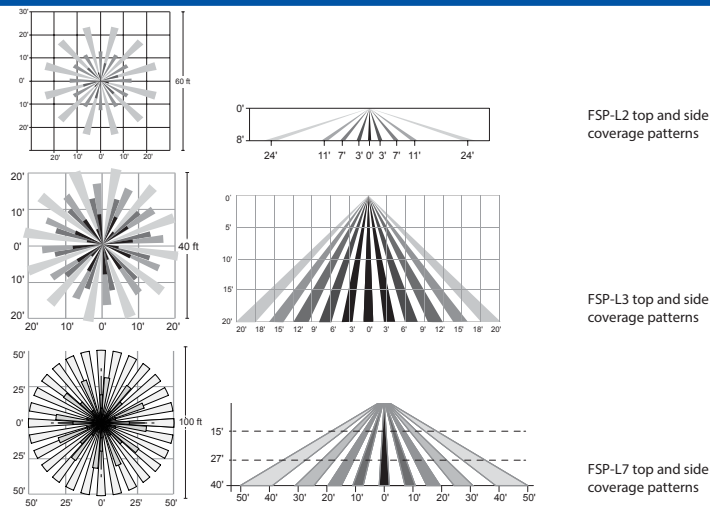 30'
20'
10'
0'
10'
20'
20' 10' 0' 10' 20'
60 ft
0'
8'
24' 11' 7' 3' 0' 3' 7' 11' 24'
FSP-L2 top and side
coverage patterns
20'
10'
0'
10'
20'
20' 10' 0' 10' 20'
40 ft
0'
5'
10'
15'
20'
20' 18' 15' 12' 9' 6' 3' 0' 3' 6' 9' 12' 15' 18' 20'
FSP-L3 top and side
coverage patterns
50'
25'
0'
25'
50'
50' 25' 0' 25' 50'
100 ft
15'
27'
40'
50' 40' 30' 20' 10' 0' 10' 20' 30' 40' 50'
FSP-L7 top and side
coverage patterns